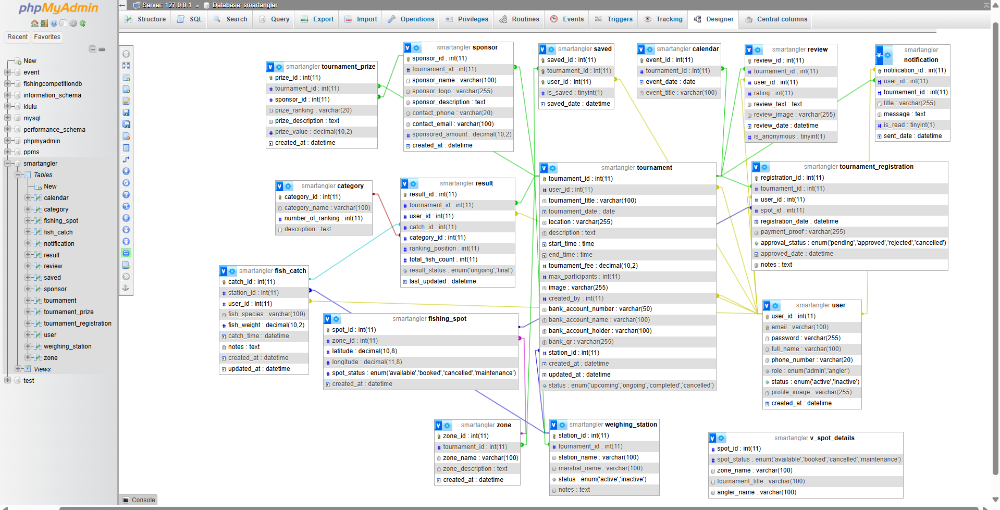 phpMyAdmin
Recent Favorites
New
event
fishingcompetitiondb
information_schema
kiulu
mysql
performance_schema
phpmyadmin
ppms
smartangler
Tables
New
calendar
category
fishing_spot
fish_catch
notification
result
review
saved
sponsor
tournament
tournament_prize
tournament_registration
user
weighing_station
zone
Views
test
Server: 127.0.0.1 » Database: smartangler
Structure SQL Search Query Export Import Operations Privileges Routines Events Triggers Tracking Designer Central columns
smartangler tournament_prize
prize_id : int(11)
tournament_id : int(11)
sponsor_id : int(11)
prize_ranking : varchar(20)
prize_description : text
prize_value : decimal(10,2)
created_at : datetime
smartangler sponsor
sponsor_id : int(11)
tournament_id : int(11)
sponsor_name : varchar(100)
sponsor_logo : varchar(255)
sponsor_description : text
contact_phone : varchar(20)
contact_email : varchar(100)
sponsored_amount : decimal(10,2)
created_at : datetime
smartangler saved
saved_id : int(11)
tournament_id : int(11)
user_id : int(11)
is_saved : tinyint(1)
saved_date : datetime
smartangler calendar
event_id : int(11)
tournament_id : int(11)
event_date : date
event_title : varchar(100)
smartangler review
review_id : int(11)
tournament_id : int(11)
user_id : int(11)
rating : int(11)
review_text : text
review_image : varchar(255)
review_date : datetime
is_anonymous : tinyint(1)
smartangler
notification
notification_id : int(11)
user_id : int(11)
tournament_id : int(11)
title : varchar(255)
message : text
is_read : tinyint(1)
sent_date : datetime
smartangler category
category_id : int(11)
category_name : varchar(100)
number_of_ranking : int(11)
description : text
smartangler result
result_id : int(11)
tournament_id : int(11)
user_id : int(11)
catch_id : int(11)
category_id : int(11)
ranking_position : int(11)
total_fish_count : int(11)
result_status : enum('ongoing','final')
last_updated : datetime
smartangler tournament
tournament_id : int(11)
user_id : int(11)
tournament_title : varchar(100)
tournament_date : date
location : varchar(255)
description : text
start_time : time
end_time : time
tournament_fee : decimal(10,2)
max_participants : int(11)
image : varchar(255)
created_by : int(11)
bank_account_number : varchar(50)
bank_account_name : varchar(100)
bank_account_holder : varchar(100)
bank_qr : varchar(255)
station_id : int(11)
created_at : datetime
updated_at : datetime
status : enum('upcoming','ongoing','completed','cancelled')
smartangler tournament_registration
registration_id : int(11)
tournament_id : int(11)
user_id : int(11)
spot_id : int(11)
registration_date : datetime
payment_proof : varchar(255)
approval_status : enum('pending','approved','rejected','cancelled')
approved_date : datetime
notes : text
smartangler fish_catch
catch_id : int(11)
station_id : int(11)
user_id : int(11)
fish_species : varchar(100)
fish_weight : decimal(10,2)
catch_time : datetime
notes : text
created_at : datetime
updated_at : datetime
smartangler fishing_spot
spot_id : int(11)
zone_id : int(11)
latitude : decimal(10,8)
longitude : decimal(11,8)
spot_status : enum('available','booked','cancelled','maintenance')
created_at : datetime
smartangler user
user_id : int(11)
email : varchar(100)
password : varchar(255)
full_name : varchar(100)
phone_number : varchar(20)
role : enum('admin','angler')
status : enum('active','inactive')
profile_image : varchar(255)
created_at : datetime
smartangler zone
zone_id : int(11)
tournament_id : int(11)
zone_name : varchar(100)
zone_description : text
created_at : datetime
smartangler weighing_station
station_id : int(11)
tournament_id : int(11)
station_name : varchar(100)
marshal_name : varchar(100)
status : enum('active','inactive')
notes : text
smartangler v_spot_details
spot_id : int(11)
spot_status : enum('available','booked','cancelled','maintenance')
zone_name : varchar(100)
tournament_title : varchar(100)
angler_name : varchar(100)
Console